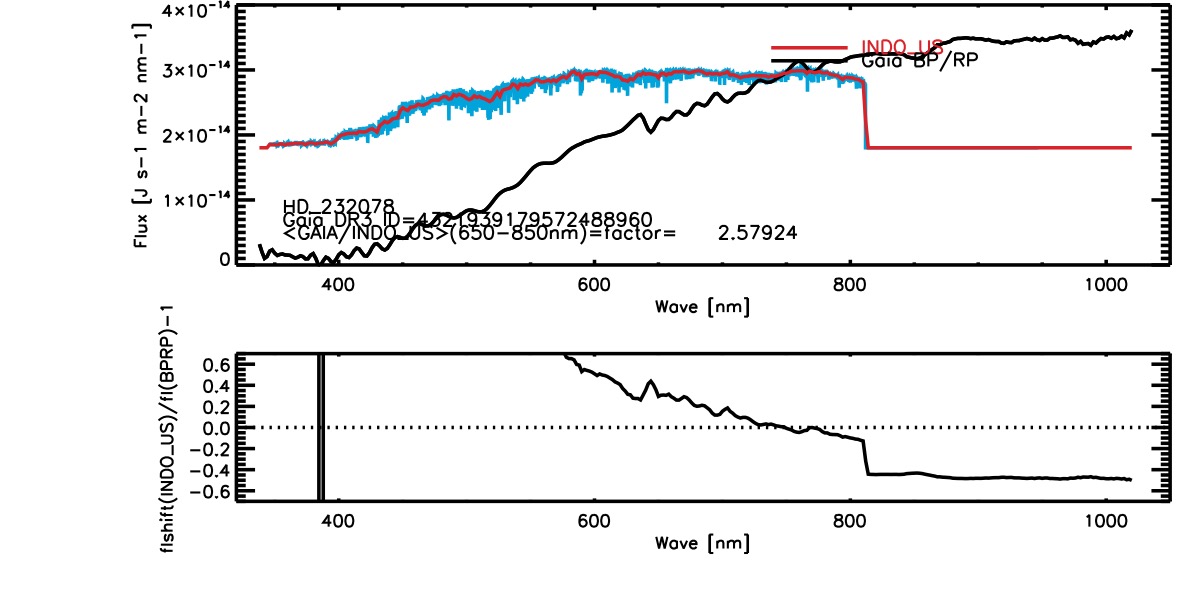 4×10⁻¹⁴
3×10⁻¹⁴
2×10⁻¹⁴
1×10⁻¹⁴
0
Flux [J s−1 m−2 nm−1]
INDO_US
Gaia BP/RP
HD_232078
Gaia DR3 ID=4321939179572488960
<GAIA/INDO_US>(650−850nm)=factor= 2.57924
400 600 800 1000
Wave [nm]
flshift(INDO_US)/fl(BPRP)−1
0.6
0.4
0.2
0.0
−0.2
−0.4
−0.6
400 600 800 1000
Wave [nm]